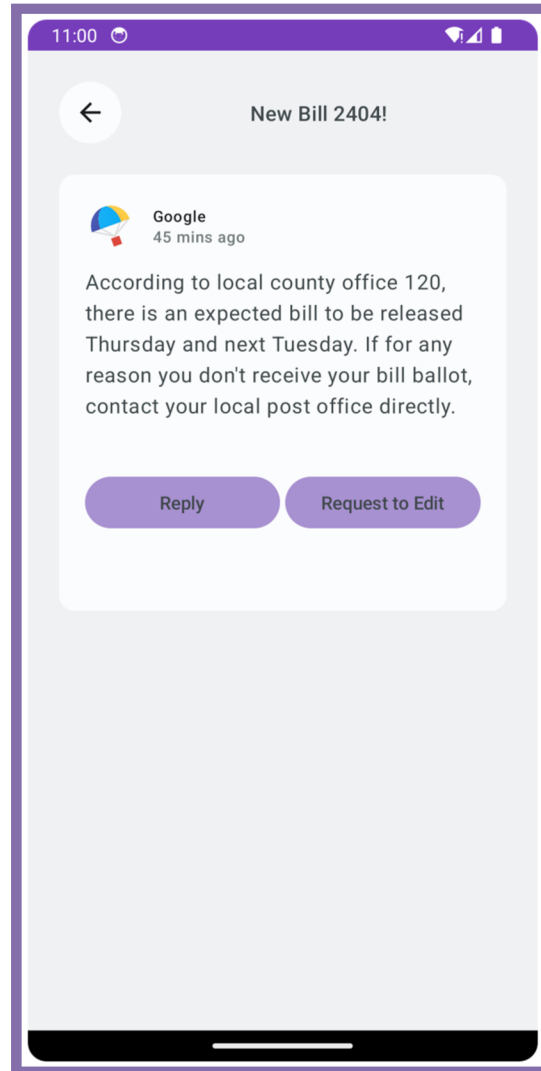 11:00
New Bill 2404!
Google
45 mins ago
According to local county office 120,
there is an expected bill to be released
Thursday and next Tuesday. If for any
reason you don't receive your bill ballot,
contact your local post office directly.
Reply
Request to Edit